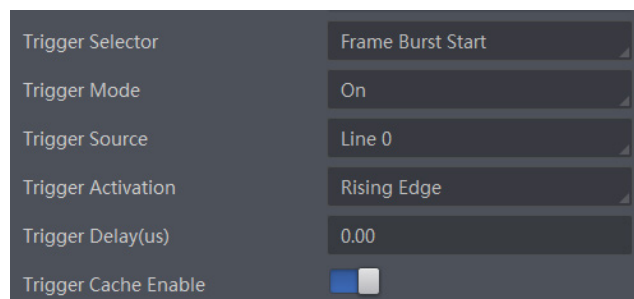 Trigger Selector Frame Burst Start
Trigger Mode On
Trigger Source Line 0
Trigger Activation Rising Edge
Trigger Delay(us) 0.00
Trigger Cache Enable